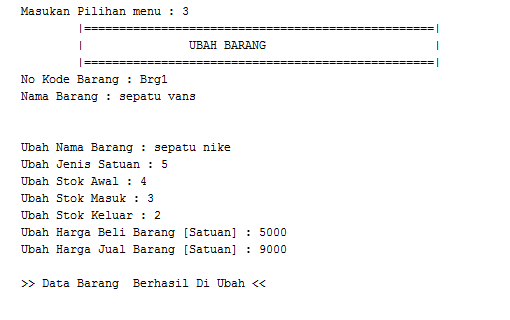 Masukan Pilihan menu : 3
|==================================================|
| UBAH BARANG |
|==================================================|
No Kode Barang : Brg1
Nama Barang : sepatu vans
Ubah Nama Barang : sepatu nike
Ubah Jenis Satuan : 5
Ubah Stok Awal : 4
Ubah Stok Masuk : 3
Ubah Stok Keluar : 2
Ubah Harga Beli Barang [Satuan] : 5000
Ubah Harga Jual Barang [Satuan] : 9000
>> Data Barang  Berhasil Di Ubah <<